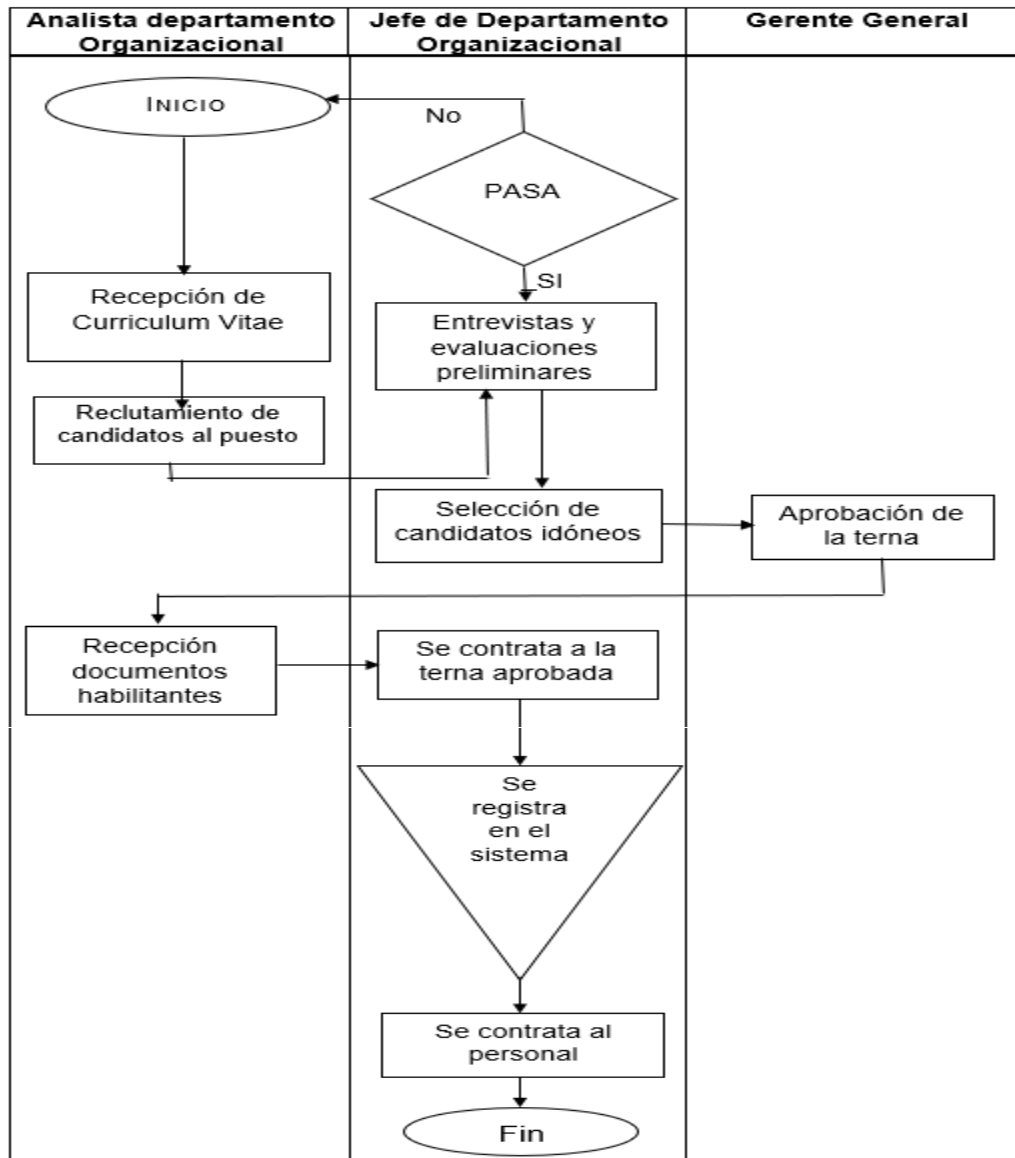 Analista departamento
Organizacional
Jefe de Departamento
Organizacional
Gerente General
INICIO
No
PASA
SI
Recepción de
Curriculum Vitae
Entrevistas y
evaluaciones
preliminares
Reclutamiento de
candidatos al puesto
Selección de
candidatos idóneos
Aprobación de
la terna
Recepción
documentos
habilitantes
Se contrata a la
terna aprobada
Se
registra
en el
sistema
Se contrata al
personal
Fin